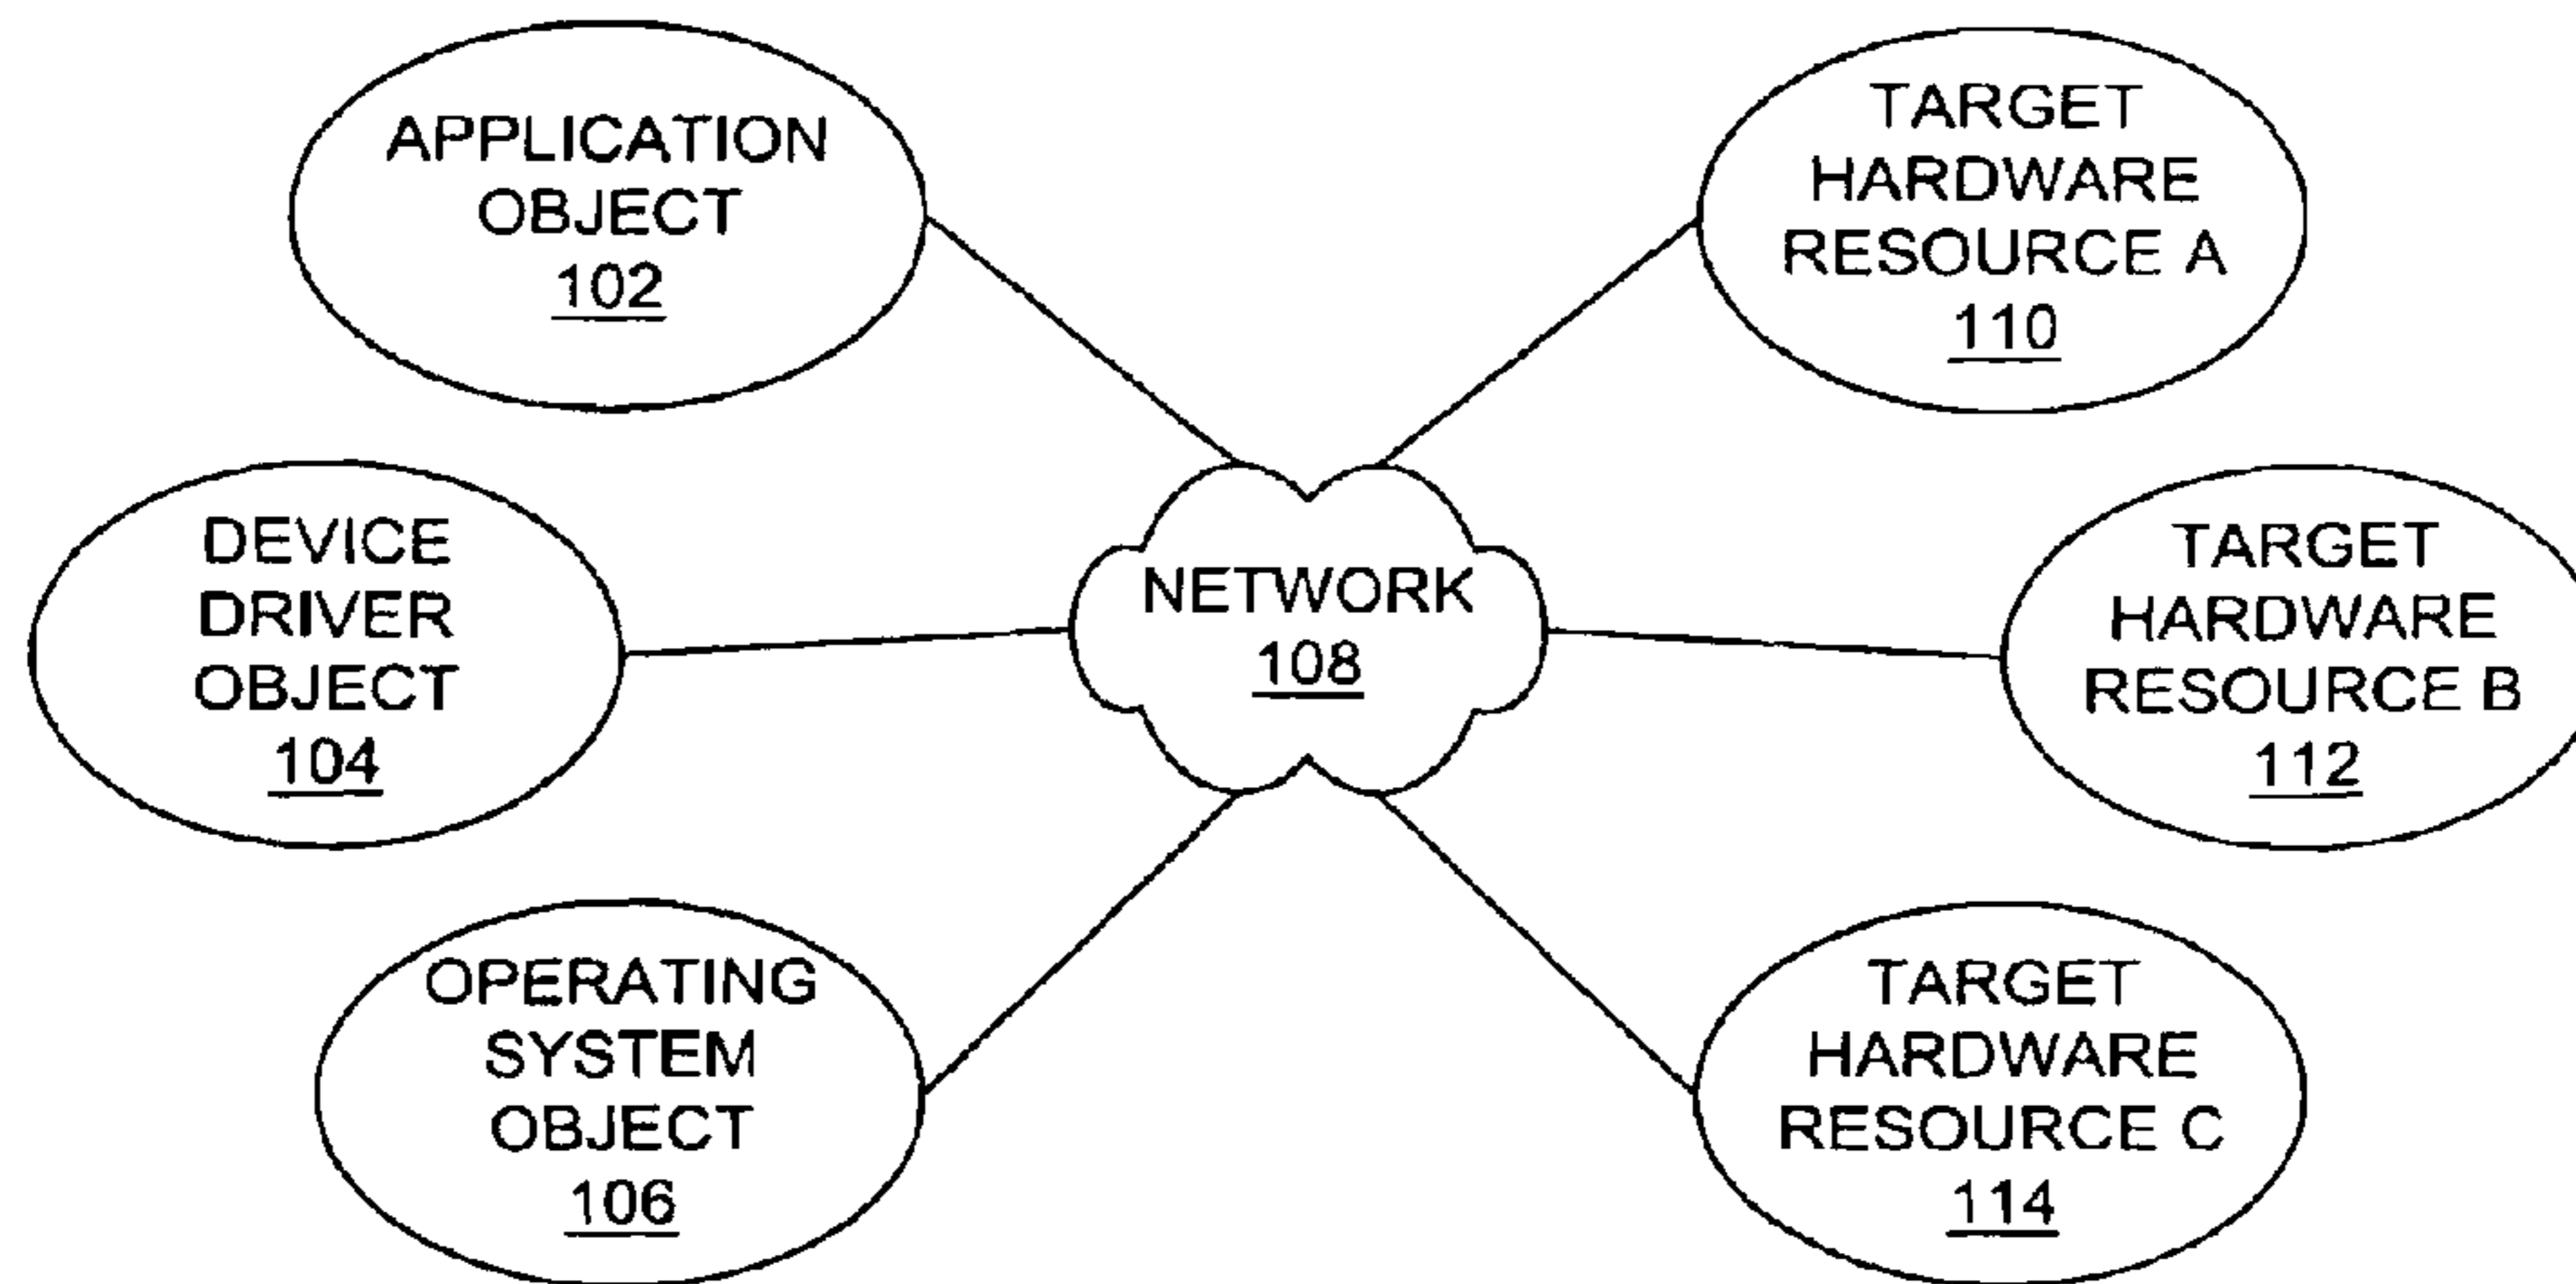 APPLICATION
OBJECT
102
TARGET
HARDWARE
RESOURCE A
110
DEVICE
DRIVER
OBJECT
104
NETWORK
108
TARGET
HARDWARE
RESOURCE B
112
OPERATING
SYSTEM
OBJECT
106
TARGET
HARDWARE
RESOURCE C
114